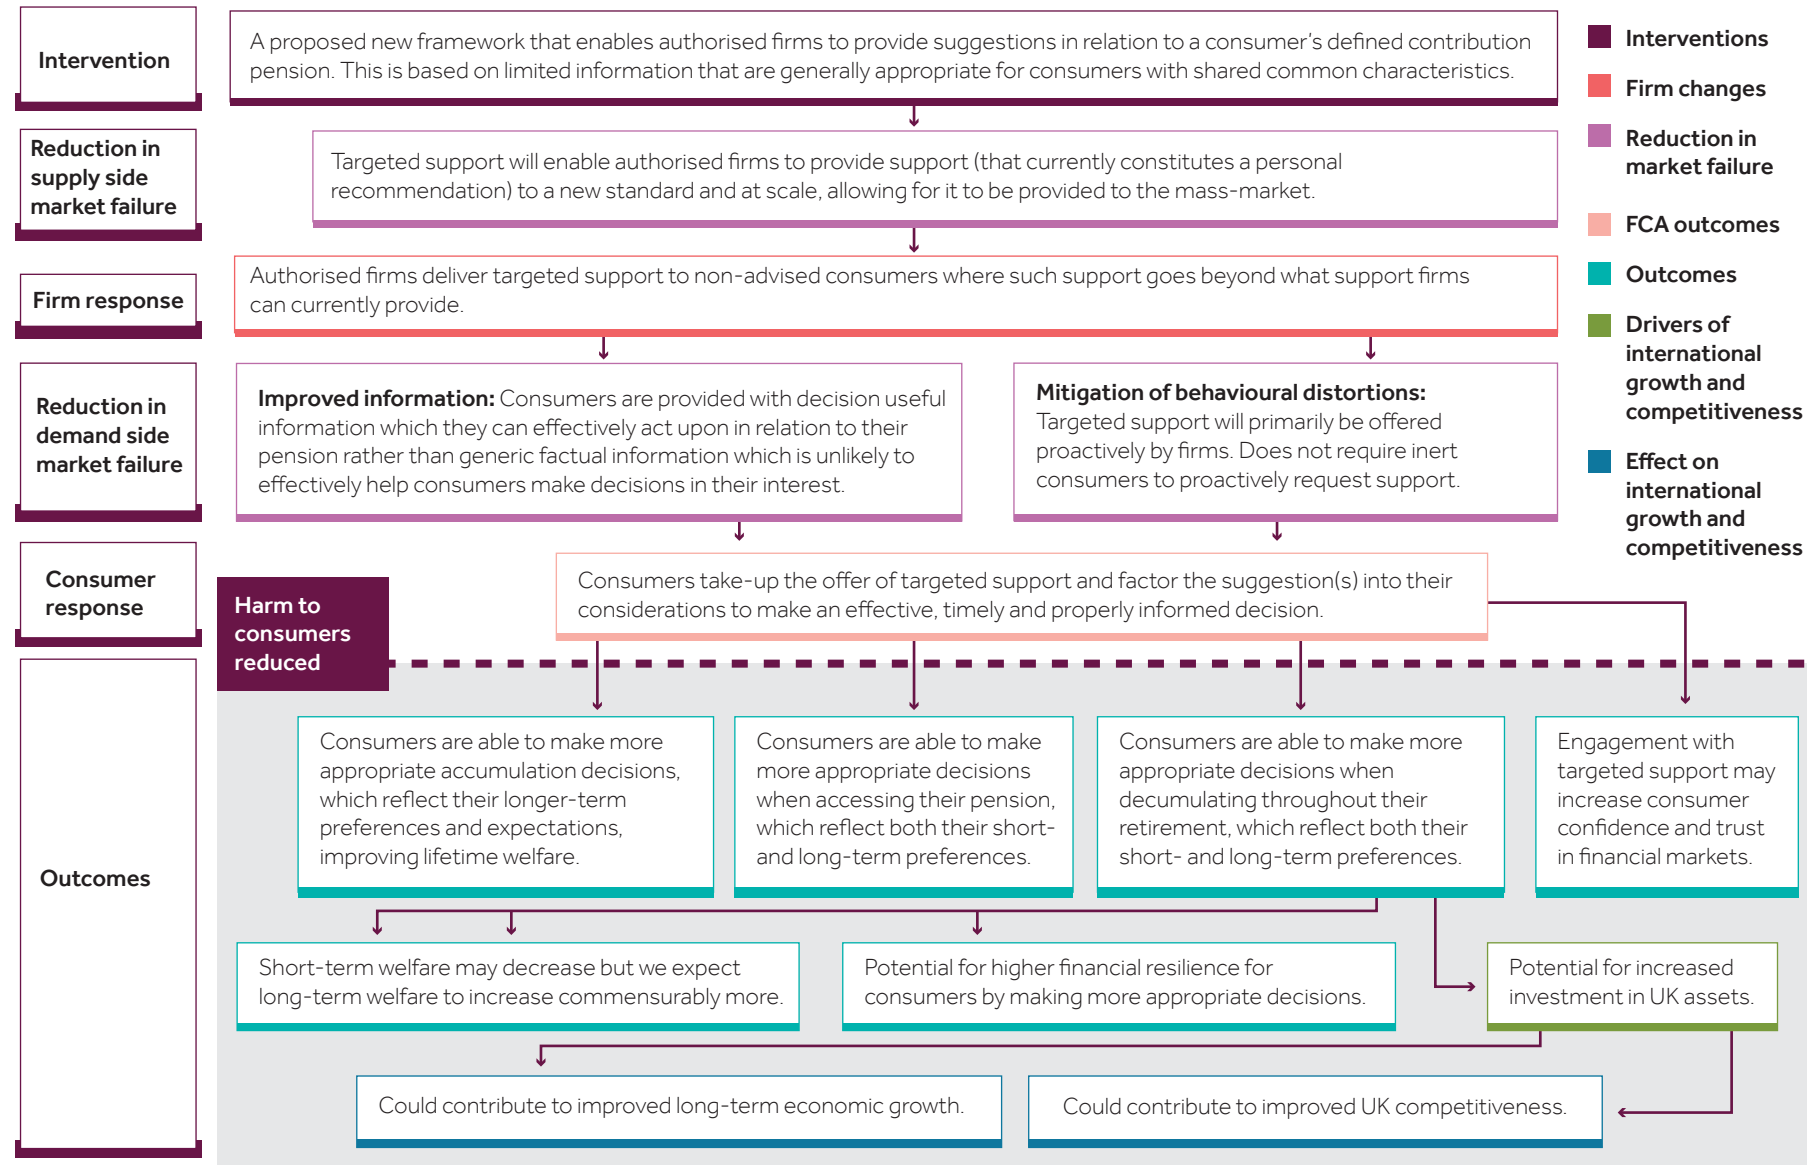 Intervention
A proposed new framework that enables authorised firms to provide suggestions in relation to a consumer's defined contribution
pension. This is based on limited information that are generally appropriate for consumers with shared common characteristics.
Reduction in
supply side
market failure
Targeted support will enable authorised firms to provide support (that currently constitutes a personal
recommendation) to a new standard and at scale, allowing for it to be provided to the mass-market.
Firm response
Authorised firms deliver targeted support to non-advised consumers where such support goes beyond what support firms
can currently provide.
Reduction in
demand side
market failure
Improved information: Consumers are provided with decision useful
information which they can effectively act upon in relation to their
pension rather than generic factual information which is unlikely to
effectively help consumers make decisions in their interest.
Mitigation of behavioural distortions:
Targeted support will primarily be offered
proactively by firms. Does not require inert
consumers to proactively request support.
Consumer
response
Consumers take-up the offer of targeted support and factor the suggestion(s) into their
considerations to make an effective, timely and properly informed decision.
Harm to
consumers
reduced
Outcomes
Consumers are able to make more
appropriate accumulation decisions,
which reflect their longer-term
preferences and expectations,
improving lifetime welfare.
Consumers are able to make
more appropriate decisions
when accessing their pension,
which reflect both their short-
and long-term preferences.
Consumers are able to make more
appropriate decisions when
decumulating throughout their
retirement, which reflect both their
short- and long-term preferences.
Engagement with
targeted support may
increase consumer
confidence and trust
in financial markets.
Short-term welfare may decrease but we expect
long-term welfare to increase commensurably more.
Potential for higher financial resilience for
consumers by making more appropriate decisions.
Potential for increased
investment in UK assets.
Could contribute to improved long-term economic growth.
Could contribute to improved UK competitiveness.
Interventions
Firm changes
Reduction in
market failure
FCA outcomes
Outcomes
Drivers of
international
growth and
competitiveness
Effect on
international
growth and
competitiveness